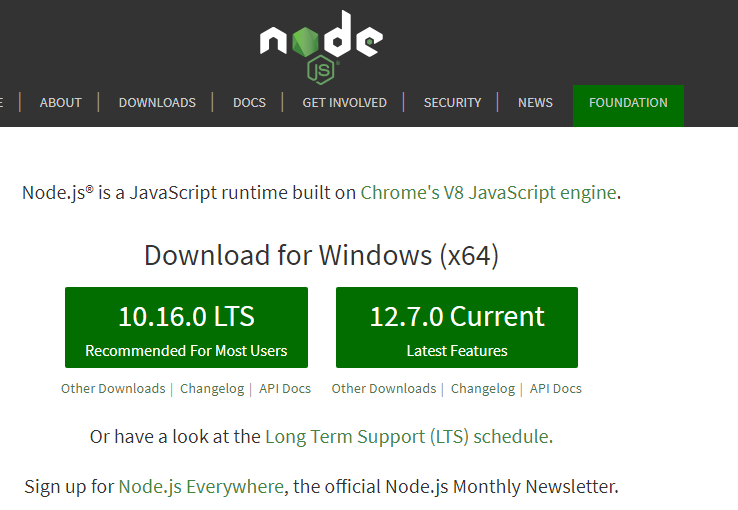 node
JS
E | ABOUT | DOWNLOADS | DOCS | GET INVOLVED | SECURITY | NEWS FOUNDATION
Node.js® is a JavaScript runtime built on Chrome's V8 JavaScript engine.
Download for Windows (x64)
10.16.0 LTS 12.7.0 Current
Recommended For Most Users Latest Features
Other Downloads | Changelog | API Docs Other Downloads | Changelog | API Docs
Or have a look at the Long Term Support (LTS) schedule.
Sign up for Node.js Everywhere, the official Node.js Monthly Newsletter.